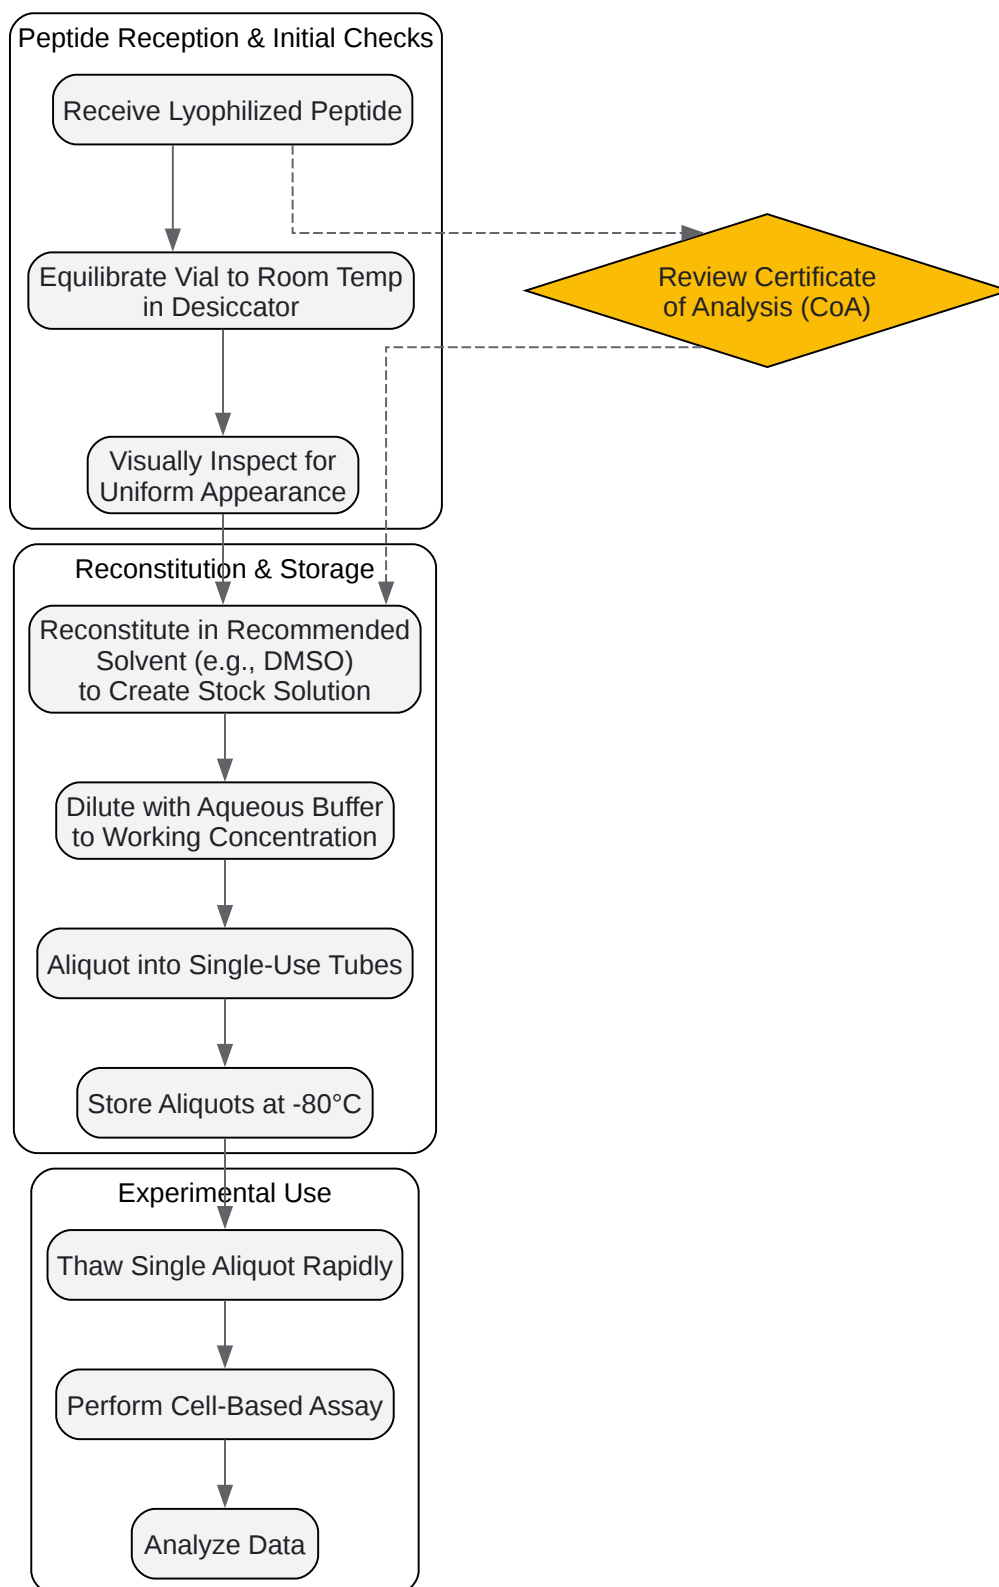 Peptide Reception & Initial Checks
Receive Lyophilized Peptide
Equilibrate Vial to Room Temp
in Desiccator
Review Certificate
of Analysis (CoA)
Visually Inspect for
Uniform Appearance
Reconstitution & Storage
Reconstitute in Recommended
Solvent (e.g., DMSO)
to Create Stock Solution
Dilute with Aqueous Buffer
to Working Concentration
Aliquot into Single-Use Tubes
Store Aliquots at -80°C
Experimental Use
Thaw Single Aliquot Rapidly
Perform Cell-Based Assay
Analyze Data